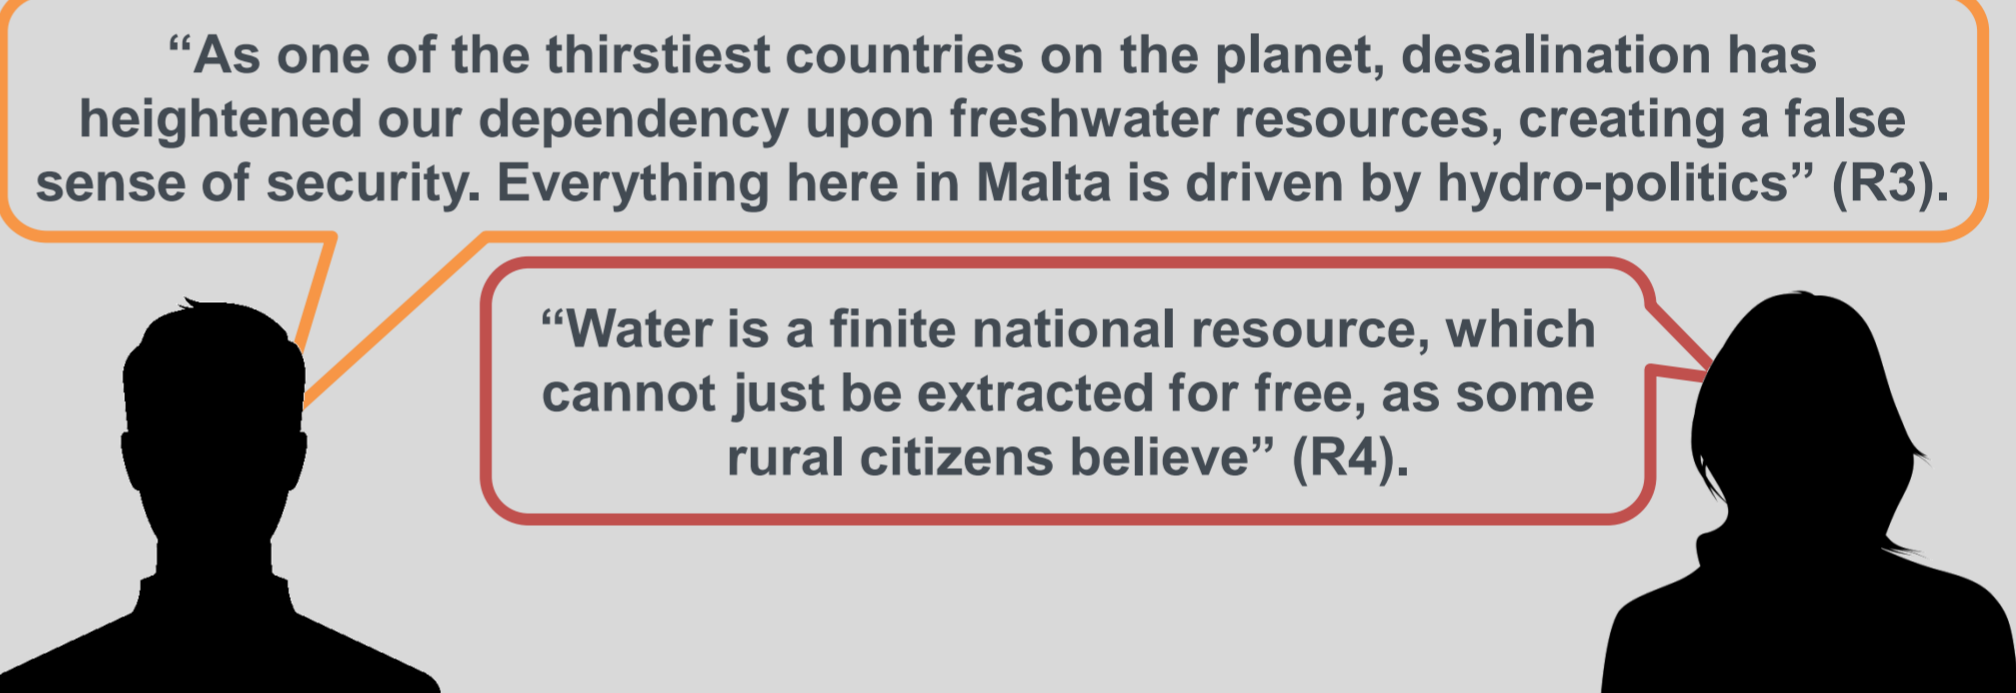 “As one of the thirstiest countries on the planet, desalination has
heightened our dependency upon freshwater resources, creating a false
sense of security. Everything here in Malta is driven by hydro-politics” (R3).
“Water is a finite national resource, which
cannot just be extracted for free, as some
rural citizens believe” (R4).